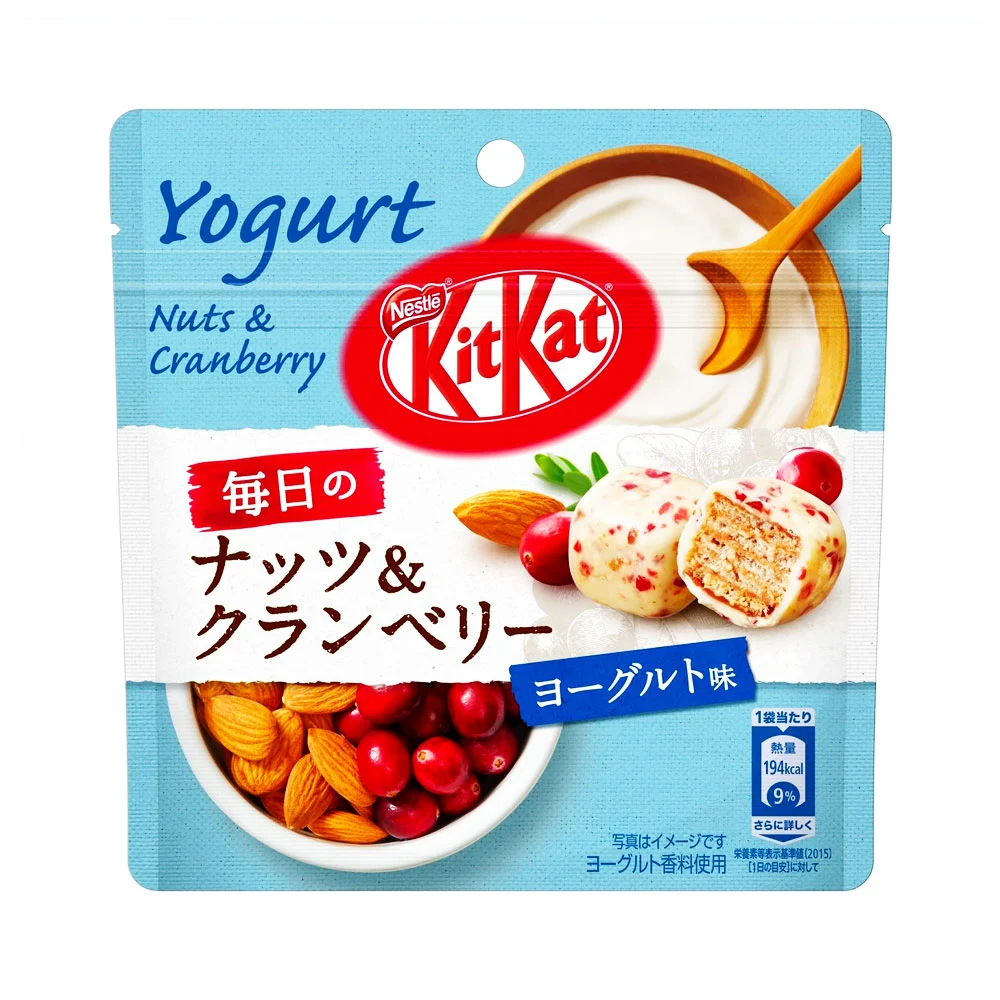 Yogurt
Nuts &
Cranberry
Nestlé®
KitKat®
毎日の
ナッツ&
クランベリー
ヨーグルト味
1袋当たり
熱量
194kcal
9%
さらに詳しく
写真はイメージです
ヨーグルト香料使用
栄養素等表示基準値(2015)
[1日の目安]に対して